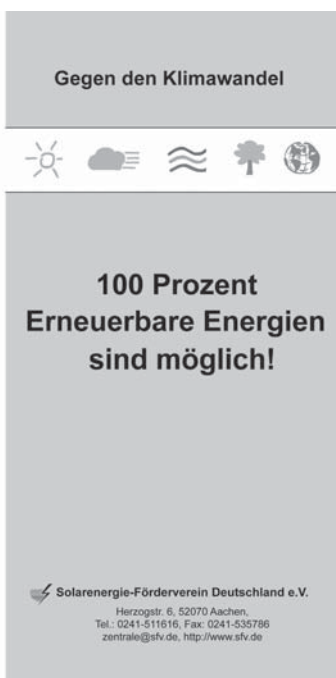 Gegen den Klimawandel
100 Prozent
Erneuerbare Energien
sind möglich!
Solarenergie-Förderverein Deutschland e.V.
Herzogstr. 6, 52070 Aachen,
Tel.: 0241-511616, Fax: 0241-535786
zentrale@sfv.de, http://www.sfv.de